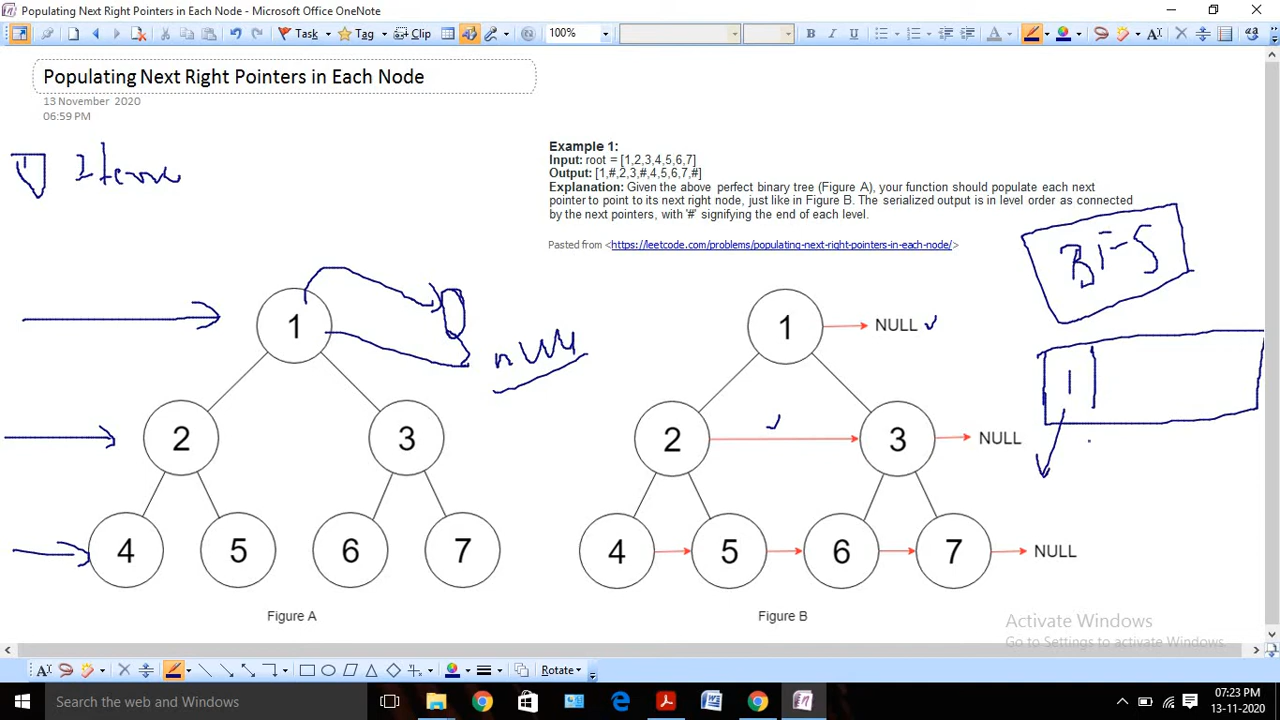 Populating Next Right Pointers in Each Node - Microsoft Office OneNote
Task Tag Clip 100% B I U A
Populating Next Right Pointers in Each Node
13 November 2020
06:59 PM
Example 1:
Input: root = [1,2,3,4,5,6,7]
Output: [1,#,2,3,#,4,5,6,7,#]
Explanation: Given the above perfect binary tree (Figure A), your function should populate each next
pointer to point to its next right node, just like in Figure B. The serialized output is in level order as connected
by the next pointers, with '#' signifying the end of each level.
Pasted from <https://leetcode.com/problems/populating-next-right-pointers-in-each-node/>
BFS
1
null
1 NULL
1
2 3
2 3 NULL
4 5 6 7
4 5 6 7 NULL
Figure A
Figure B
Activate Windows
Go to Settings to activate Windows.
Rotate
Search the web and Windows
07:23 PM
13-11-2020